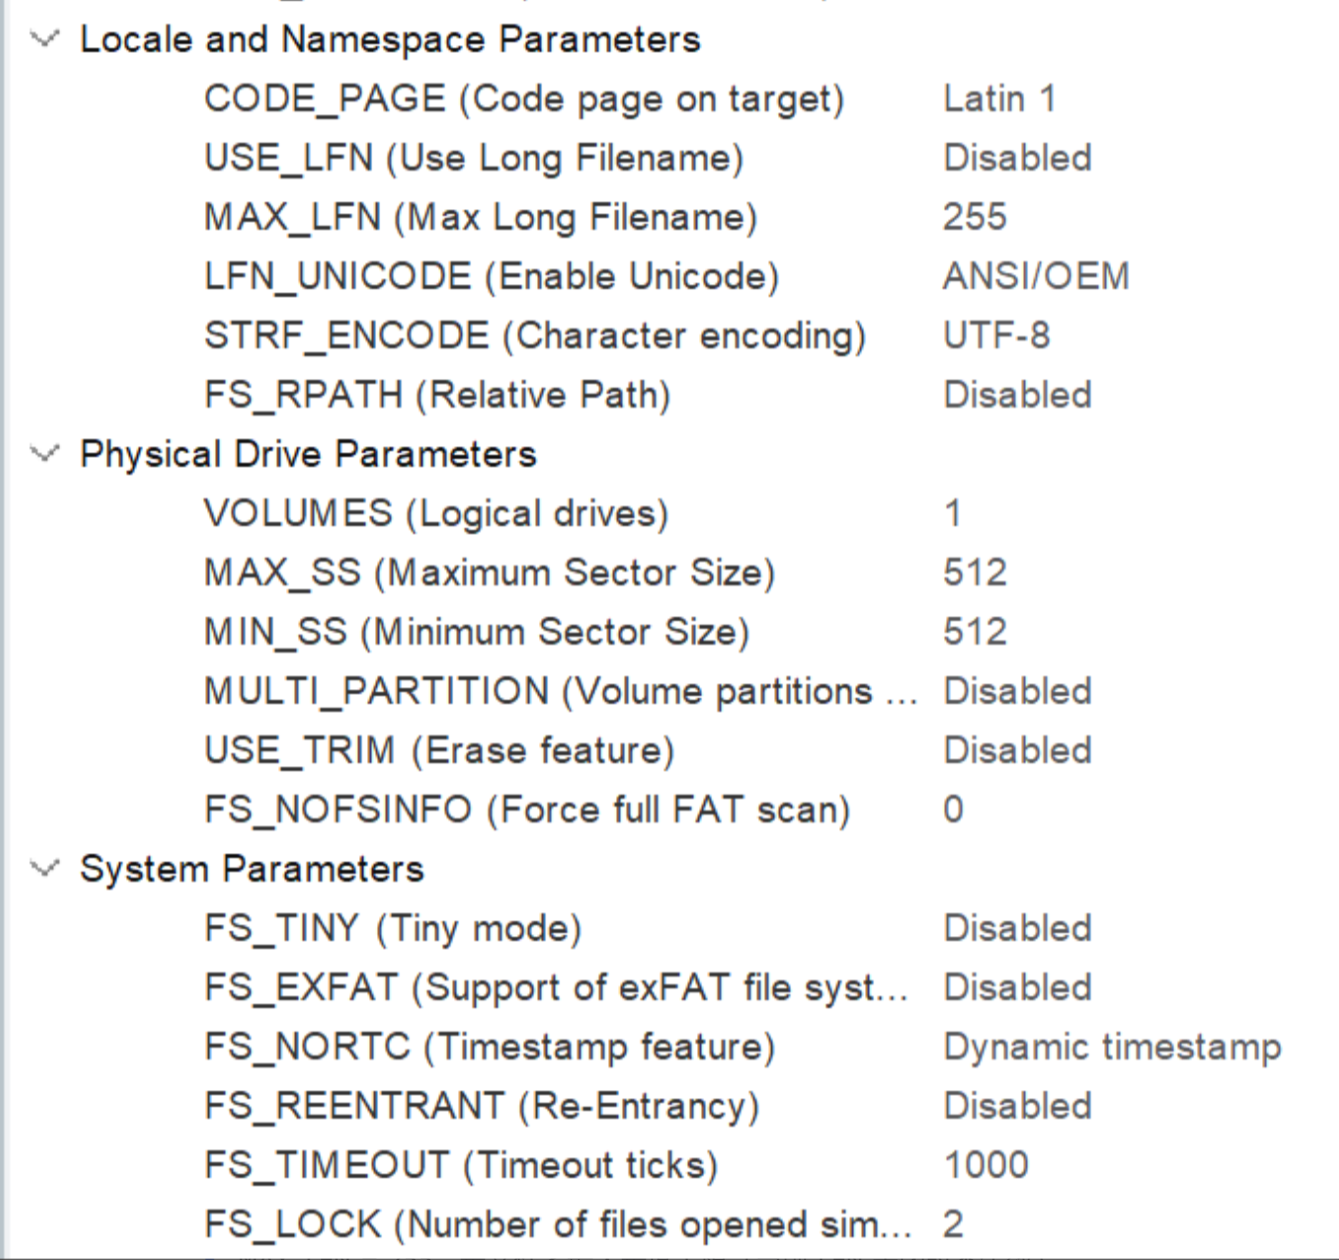 Locale and Namespace Parameters
CODE_PAGE (Code page on target) Latin 1
USE_LFN (Use Long Filename) Disabled
MAX_LFN (Max Long Filename) 255
LFN_UNICODE (Enable Unicode) ANSI/OEM
STRF_ENCODE (Character encoding) UTF-8
FS_RPATH (Relative Path) Disabled
Physical Drive Parameters
VOLUMES (Logical drives) 1
MAX_SS (Maximum Sector Size) 512
MIN_SS (Minimum Sector Size) 512
MULTI_PARTITION (Volume partitions ... Disabled
USE_TRIM (Erase feature) Disabled
FS_NOFSINFO (Force full FAT scan) 0
System Parameters
FS_TINY (Tiny mode) Disabled
FS_EXFAT (Support of exFAT file syst... Disabled
FS_NORTC (Timestamp feature) Dynamic timestamp
FS_REENTRANT (Re-Entrancy) Disabled
FS_TIMEOUT (Timeout ticks) 1000
FS_LOCK (Number of files opened sim... 2